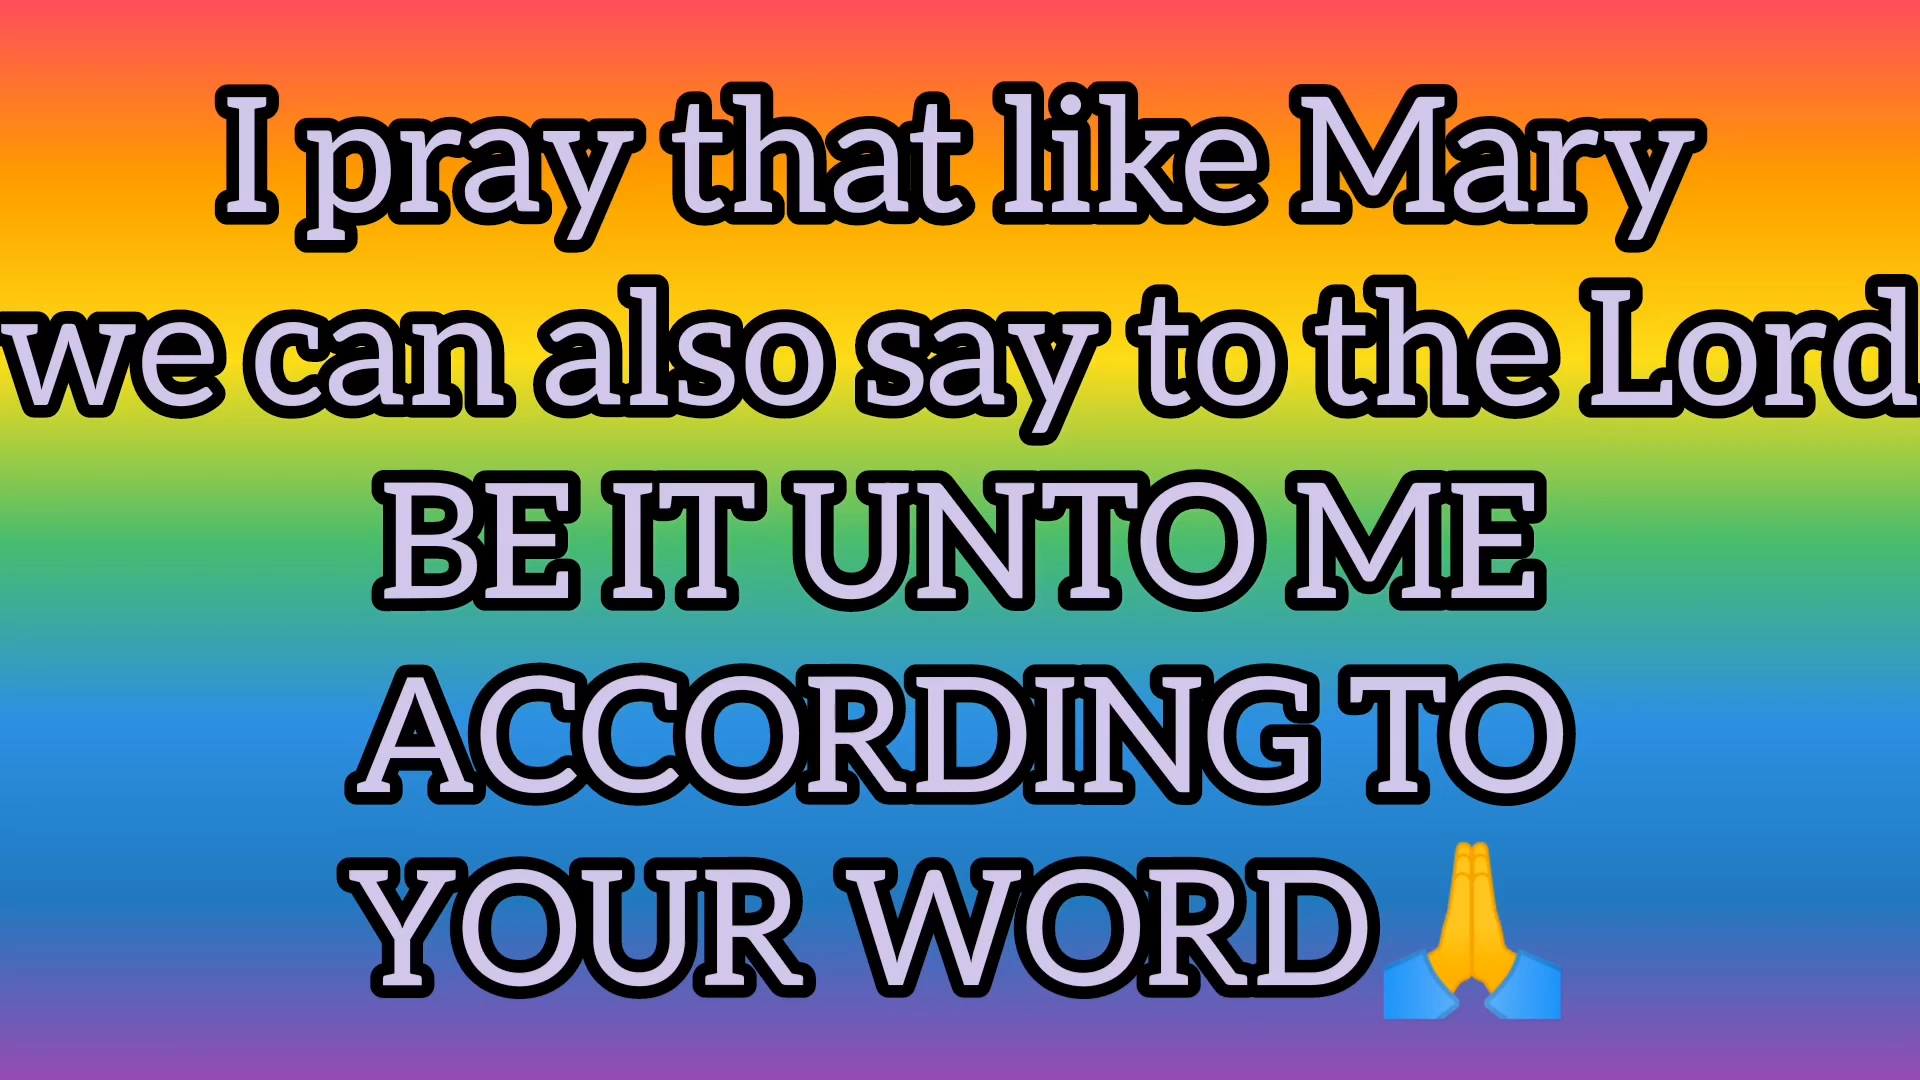 I pray that like Mary
we can also say to the Lord
BE IT UNTO ME
ACCORDING TO
YOUR WORD🙏